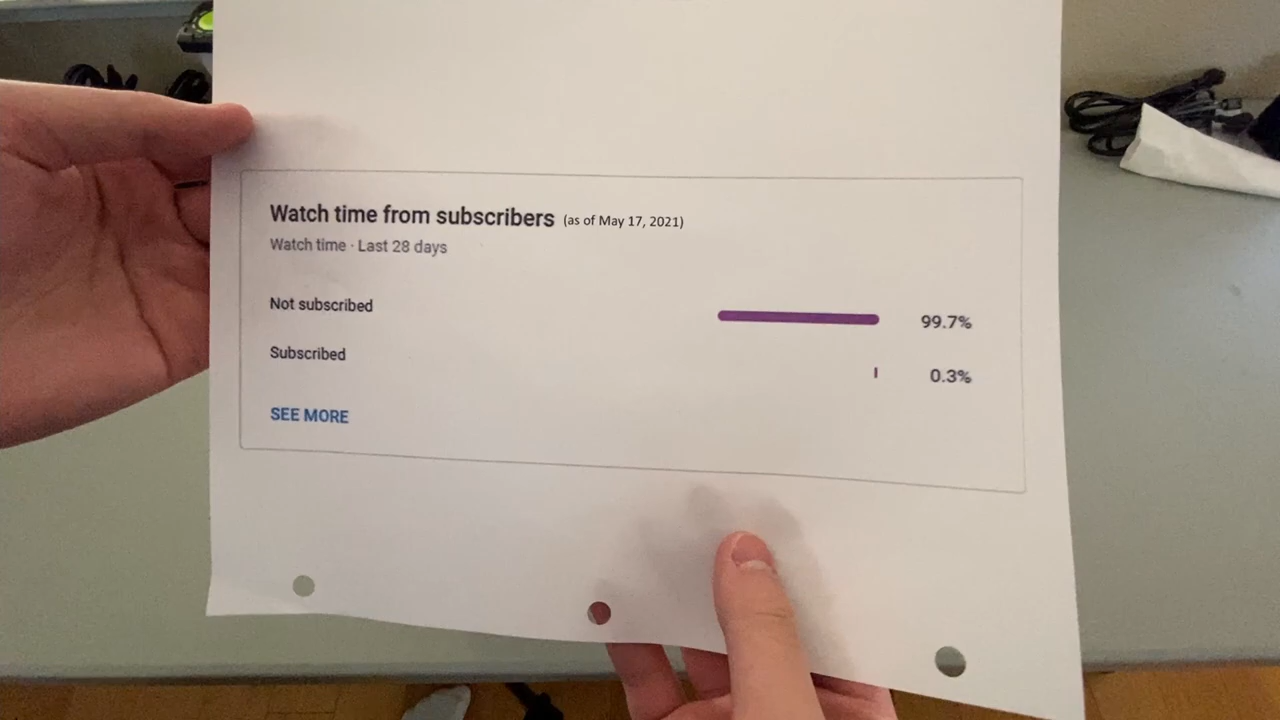 Watch time from subscribers (as of May 17, 2021)
Watch time · Last 28 days
Not subscribed 99.7%
Subscribed 0.3%
SEE MORE